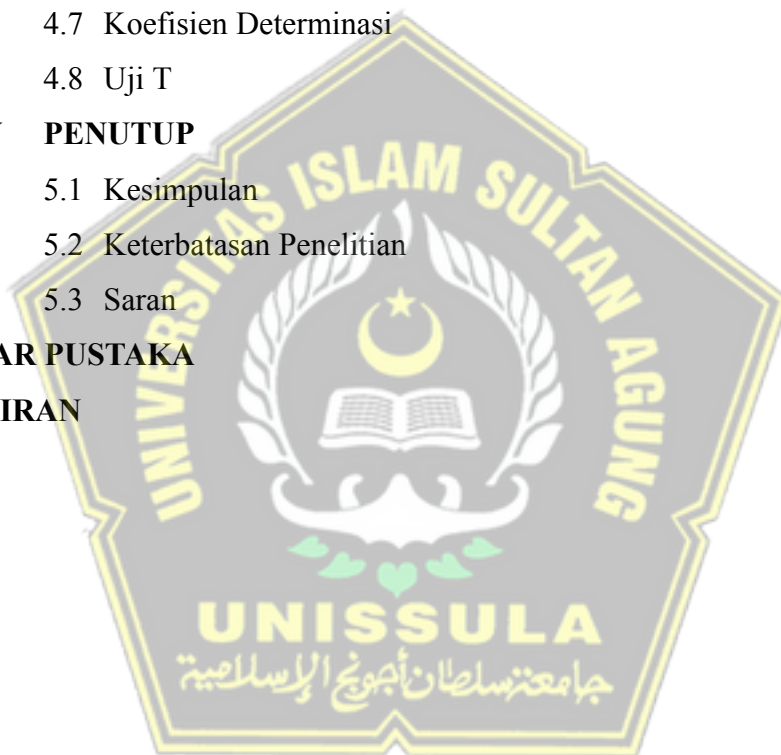 4.7 Koefisien Determinasi
4.8 Uji T
PENUTUP
5.1 Kesimpulan
5.2 Keterbatasan Penelitian
5.3 Saran
AR PUSTAKA
IRAN
UNIVERSITAS ISLAM SULTAN AGUNG
UNISSULA
جامعة سلطان أجونج الإسلامية